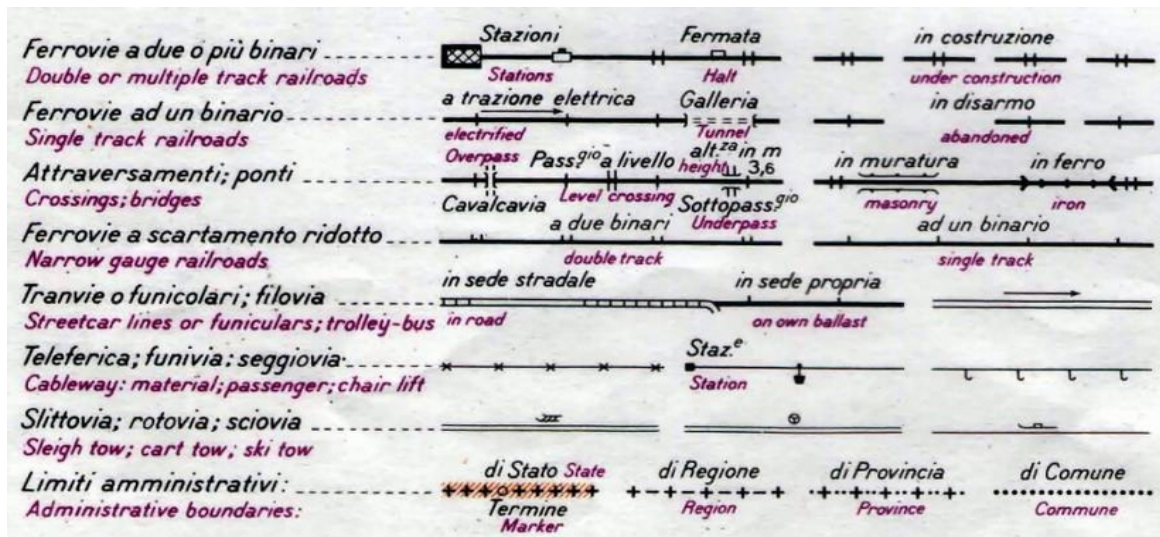 Stazioni Fermata
Ferrovie a due o più binari in costruzione
Double or multiple track railroads Stations Halt under construction
a trazione elettrica Galleria in disarmo
Ferrovie ad un binario
Single track railroads electrified Tunnel abandoned
Overpass Pass.gio a livello alt.za in m in muratura in ferro
height 3,6
Attraversamenti; ponti
Crossings; bridges Level crossing masonry iron
Cavalcavia Sottopass.gio
Underpass
Ferrovie a scartamento ridotto a due binari ad un binario
Narrow gauge railroads double track single track
in sede stradale in sede propria
Tranvie o funicolari; filovia
Streetcar lines or funiculars; trolley-bus in road on own ballast
Staz.e
Teleferica; funivia: seggiovia
Cableway: material; passenger; chair lift Station
Slittovia; rotovia; sciovia
Sleigh tow; cart tow; ski tow
di Stato State di Regione di Provincia di Comune
Limiti amministrativi:
Administrative boundaries: Termine Region Province Commune
Marker